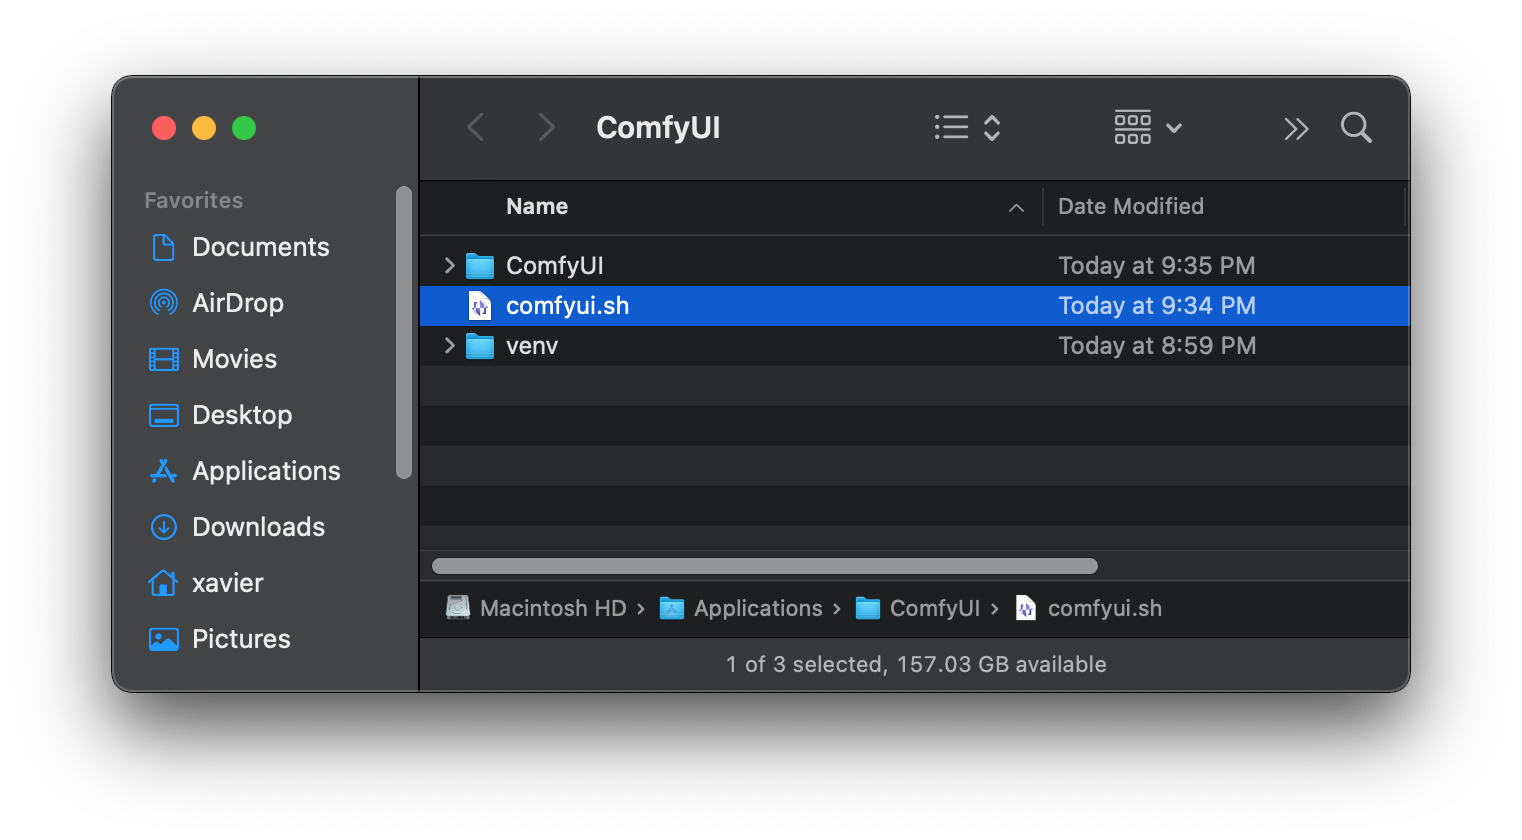 ComfyUI
Favorites
Documents
AirDrop
Movies
Desktop
Applications
Downloads
xavier
Pictures
Name Date Modified
ComfyUI Today at 9:35 PM
comfyui.sh Today at 9:34 PM
venv Today at 8:59 PM
Macintosh HD › Applications › ComfyUI › comfyui.sh
1 of 3 selected, 157.03 GB available